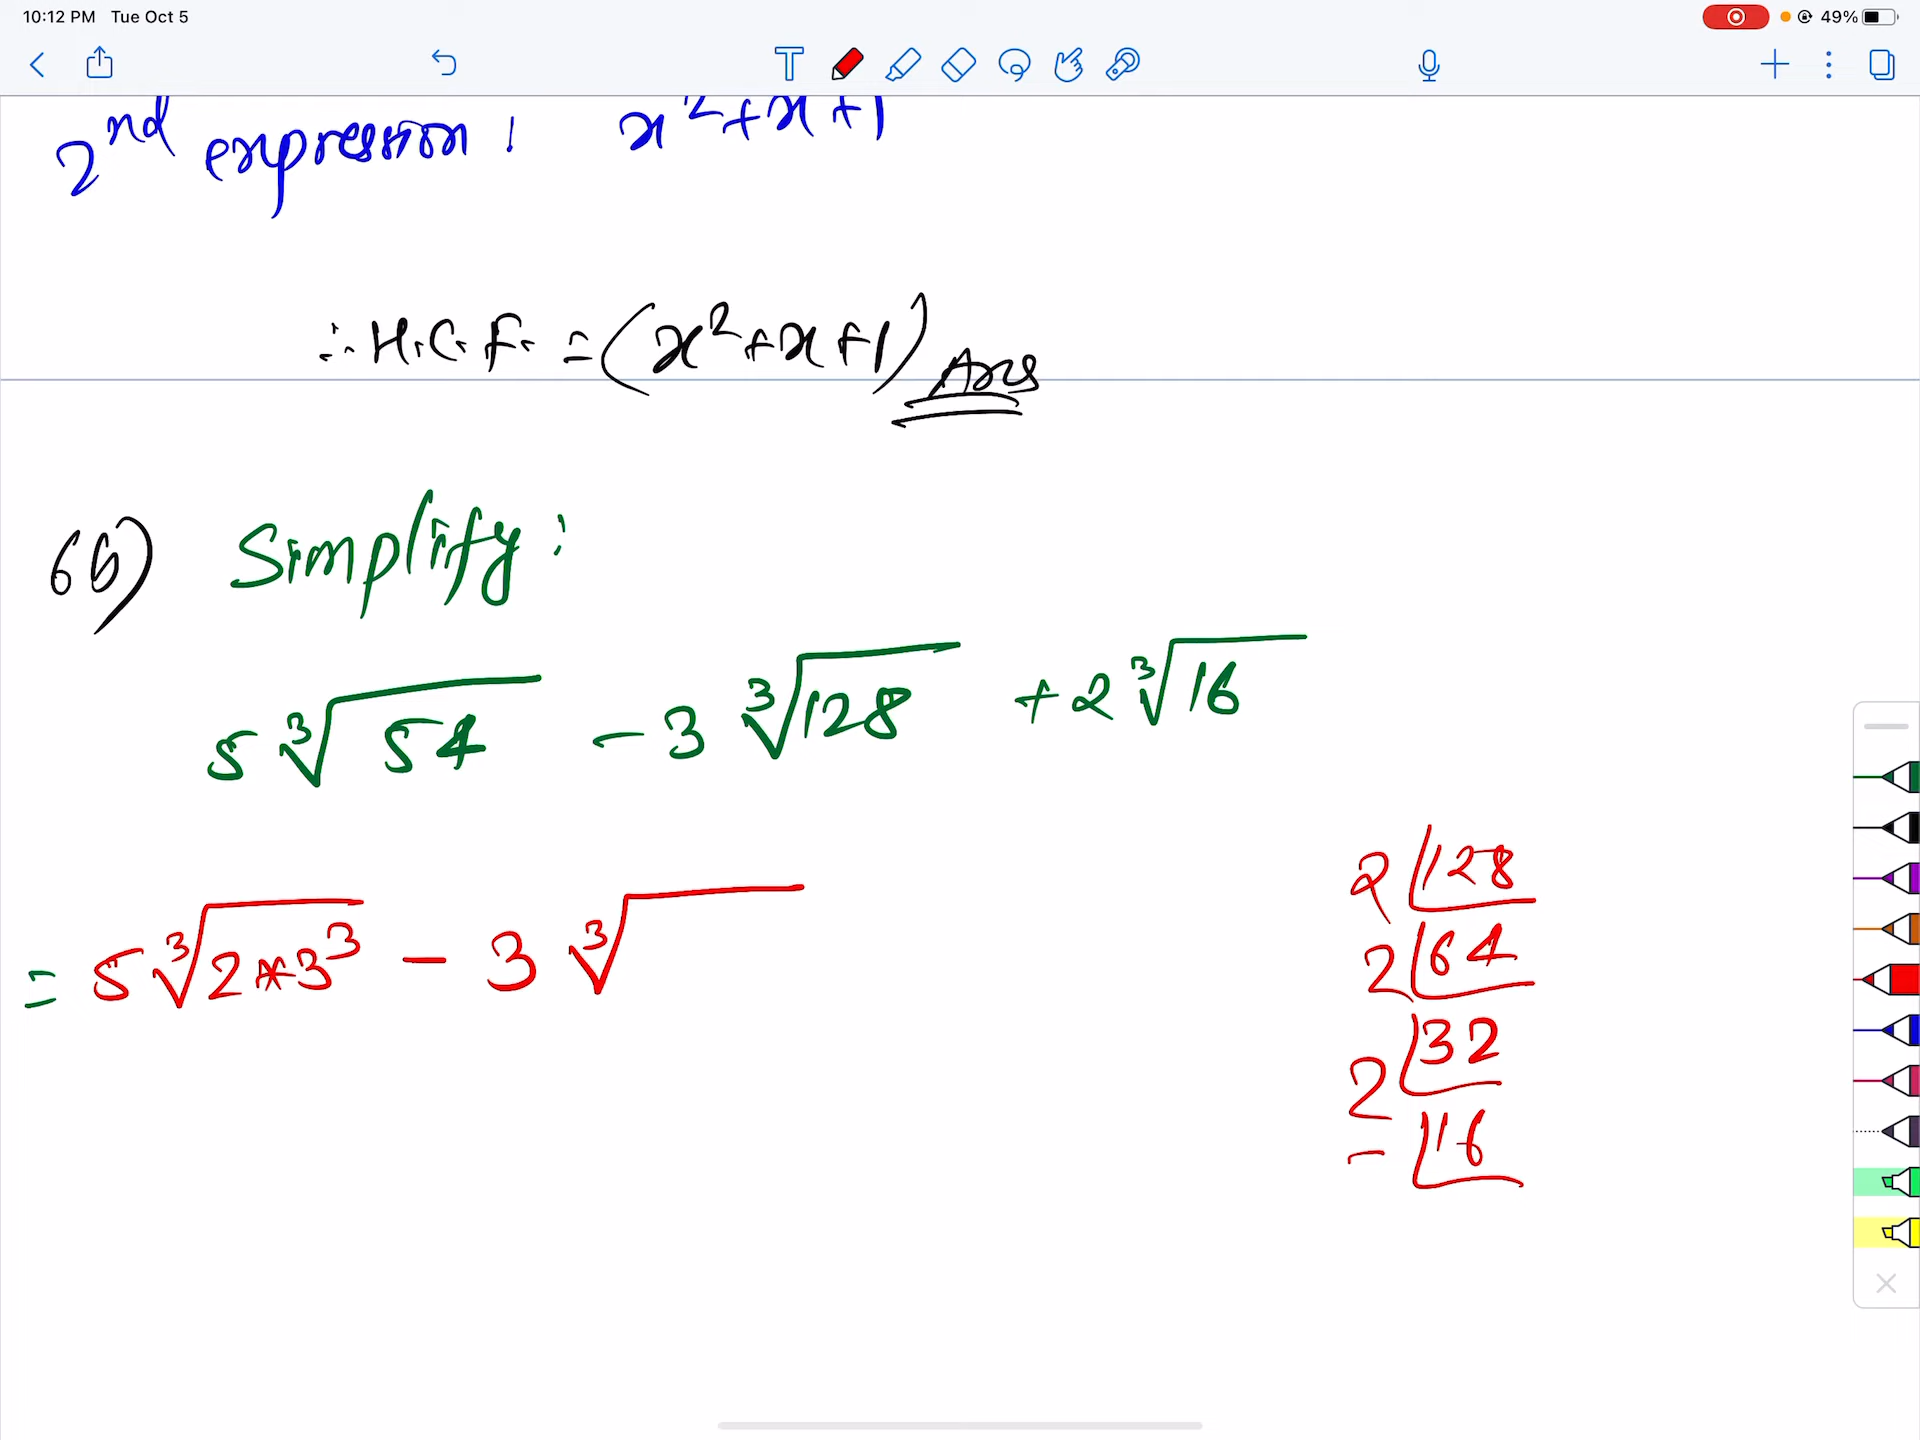 10:12 PM Tue Oct 5 49%
2nd expression : x² + x + 1
∴ H.C.F. = (x² + x + 1) Ans
6b) Simplify :
5 ∛54 - 3 ∛128 + 2 ∛16
= 5 ∛2*3³ - 3 ∛
2 |128
2 |64
2 |32
- |16